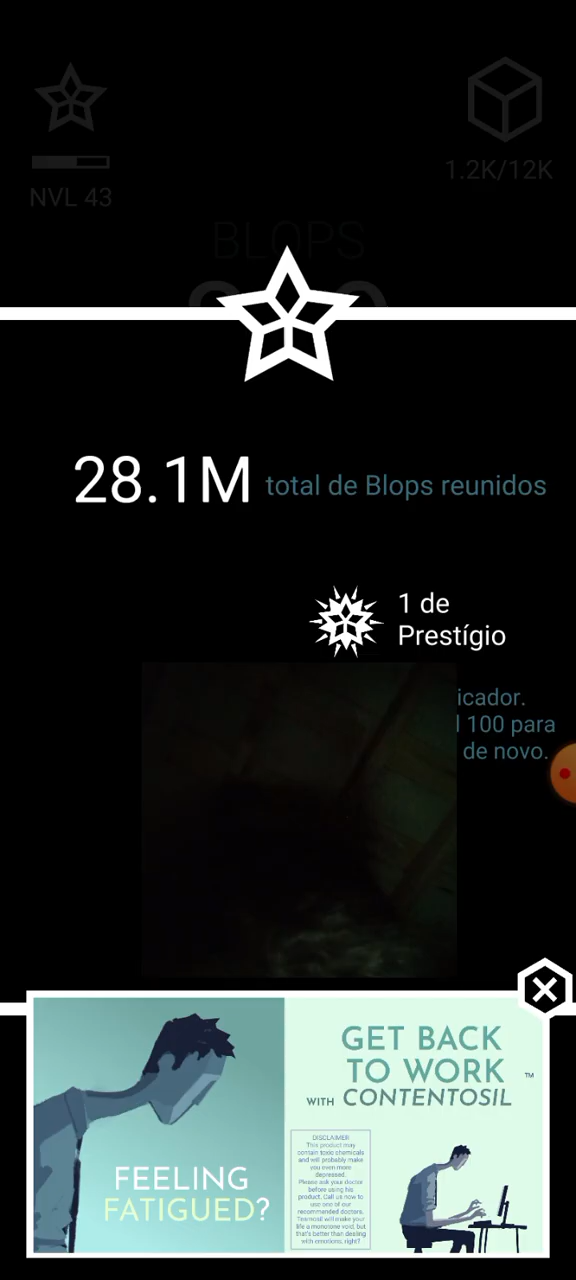 NVL 43
1.2K/12K
BLOPS
28.1M total de Blops reunidos
1 de
Prestígio
icador.
100 para
de novo.
GET BACK
TO WORK ™
WITH CONTENTOSIL
FEELING
FATIGUED?
DISCLAIMER
This product may
contain toxic chemicals
and will probably make
you even more
depressed.
Please ask your doctor
before using his
product. Call us now to
use one of our
recommended doctors.
will make your
life a monotone void, but
that's better than dealing
with emotions, right?